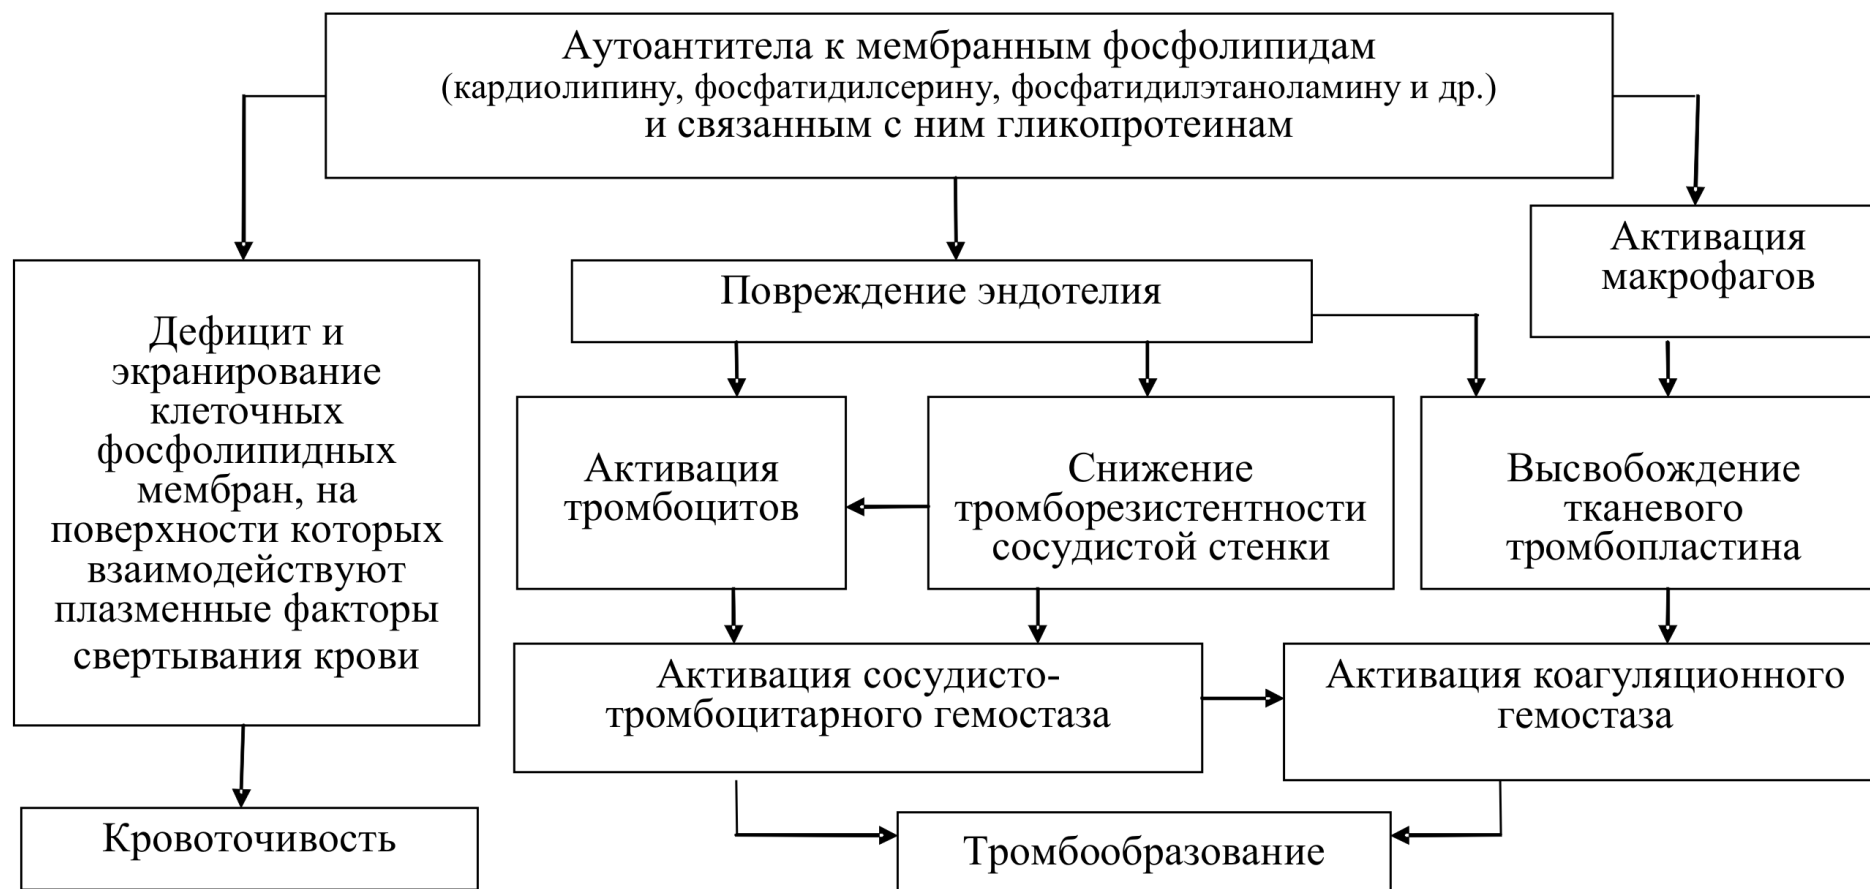 Аутоантитела к мембранным фосфолипидам
(кардиолипину, фосфатидилсерину, фосфатидилэтаноламину и др.)
и связанным с ним гликопротеинам
Активация
макрофагов
Повреждение эндотелия
Дефицит и
экранирование
клеточных
фосфолипидных
мембран, на
поверхности которых
взаимодействуют
плазменные факторы
свертывания крови
Активация
тромбоцитов
Снижение
тромборезистентности
сосудистой стенки
Высвобождение
тканевого
тромбопластина
Активация сосудисто-
тромбоцитарного гемостаза
Активация коагуляционного
гемостаза
Кровоточивость
Тромбообразование